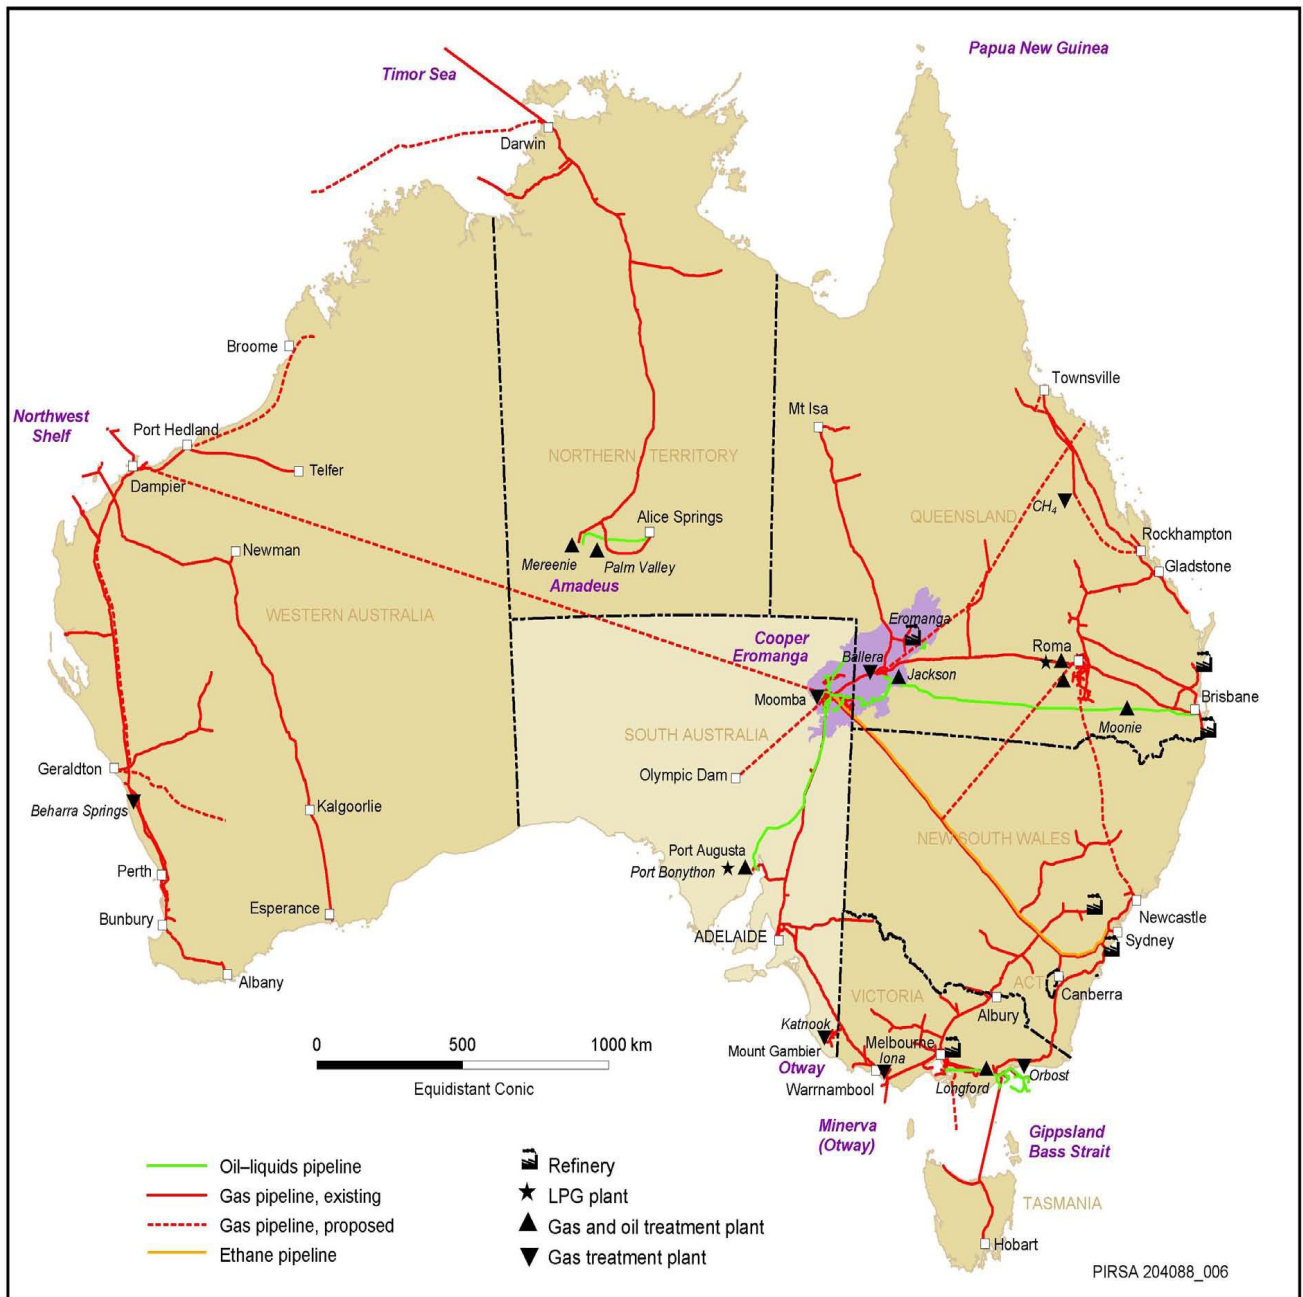 Papua New Guinea
Timor Sea
Darwin
Broome
Townsville
Northwest
Shelf
Mt Isa
Port Hedland
NORTHERN TERRITORY
Telfer
Dampier
CH₄
QUEENSLAND
Alice Springs
Rockhampton
Newman
Mereenie
Palm Valley
Gladstone
Amadeus
WESTERN AUSTRALIA
Eromanga
Cooper
Eromanga
Roma
Ballera
Jackson
Moomba
Brisbane
Moonie
SOUTH AUSTRALIA
Geraldton
Olympic Dam
Beharra Springs
Kalgoorlie
NEW SOUTH WALES
Port Augusta
Perth
Port Bonython
Esperance
Bunbury
Newcastle
ADELAIDE
Sydney
Albany
ACT
VICTORIA
Canberra
Albury
Katnook
0 500 1000 km
Melbourne
Mount Gambier
Iona
Otway
Orbost
Equidistant Conic
Warrnambool
Longford
Minerva
(Otway)
Gippsland
Bass Strait
Oil–liquids pipeline
Gas pipeline, existing
Gas pipeline, proposed
Ethane pipeline
Refinery
LPG plant
Gas and oil treatment plant
Gas treatment plant
TASMANIA
Hobart
PIRSA 204088_006